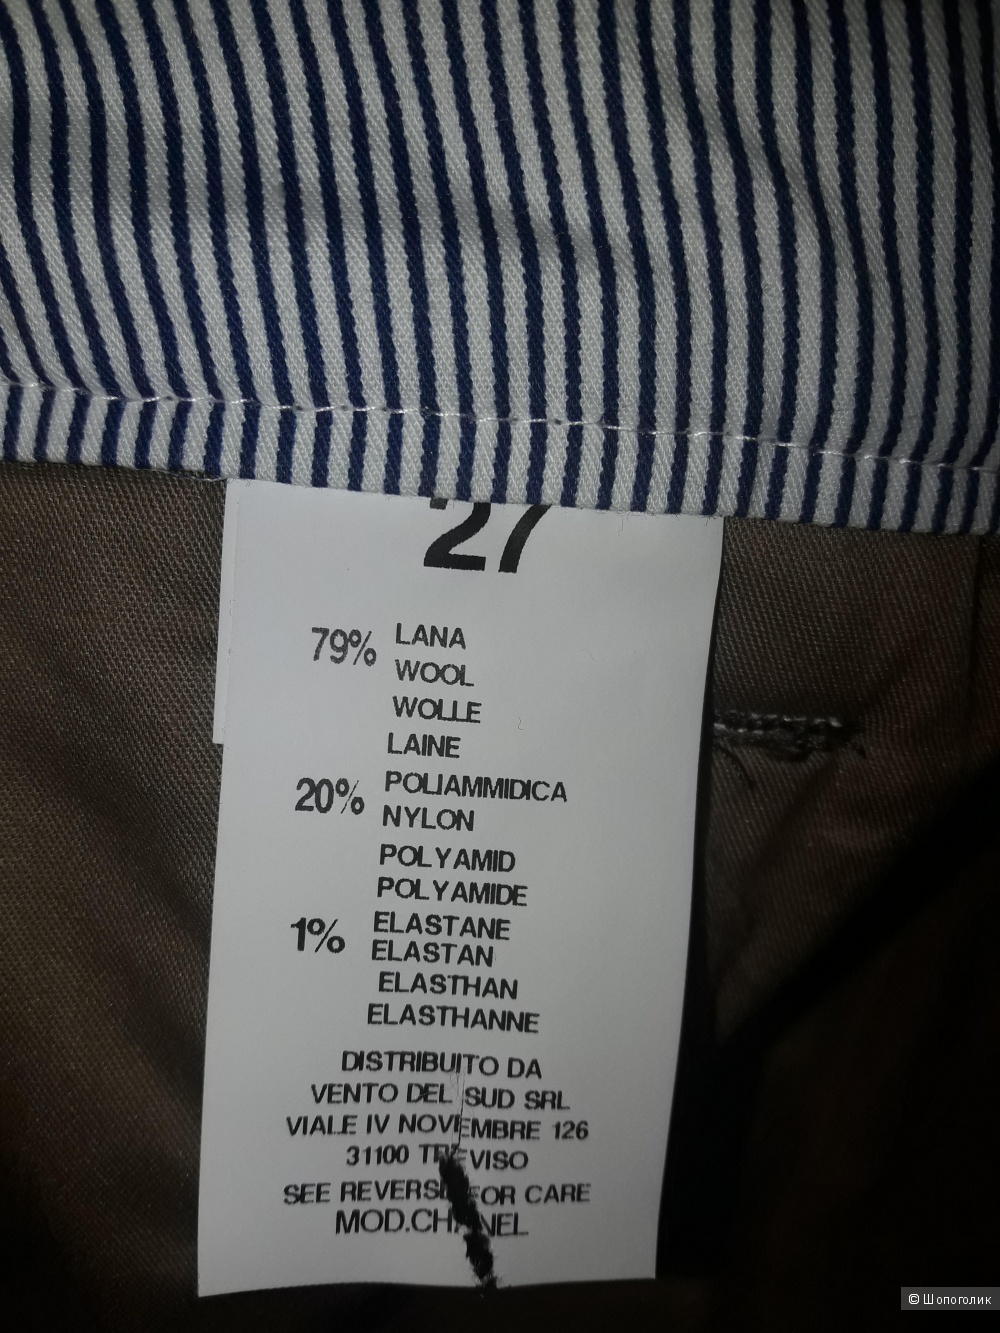 27
79% LANA
WOOL
WOLLE
LAINE
20% POLIAMMIDICA
NYLON
POLYAMID
POLYAMIDE
1% ELASTANE
ELASTAN
ELASTHAN
ELASTHANNE
DISTRIBUITO DA
VENTO DEL SUD SRL
VIALE IV NOVEMBRE 126
31100 TREVISO
SEE REVERSE FOR CARE
MOD.CHANEL
© Шопоголик